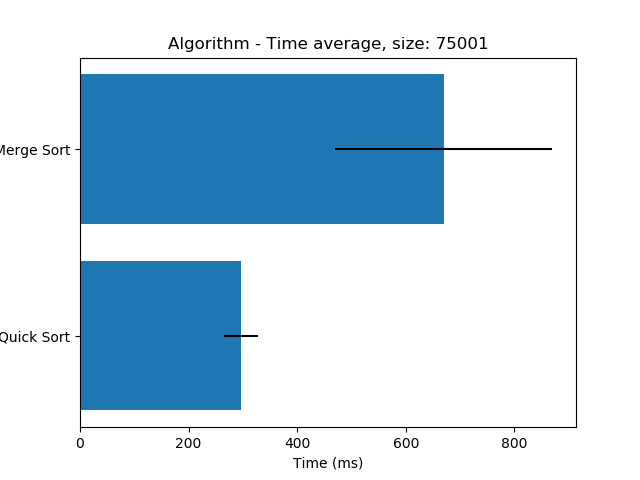 Algorithm - Time average, size: 75001
Merge Sort
Quick Sort
0 200 400 600 800
Time (ms)